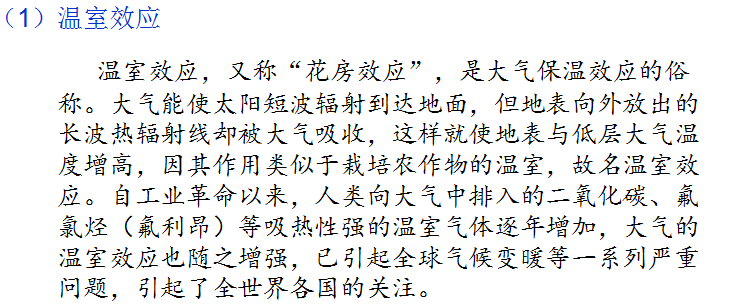 （1）温室效应
温室效应，又称“花房效应”，是大气保温效应的俗
称。大气能使太阳短波辐射到达地面，但地表向外放出的
长波热辐射线却被大气吸收，这样就使地表与低层大气温
度增高，因其作用类似于栽培农作物的温室，故名温室效
应。自工业革命以来，人类向大气中排入的二氧化碳、氟
氯烃（氟利昂）等吸热性强的温室气体逐年增加，大气的
温室效应也随之增强，已引起全球气候变暖等一系列严重
问题，引起了全世界各国的关注。